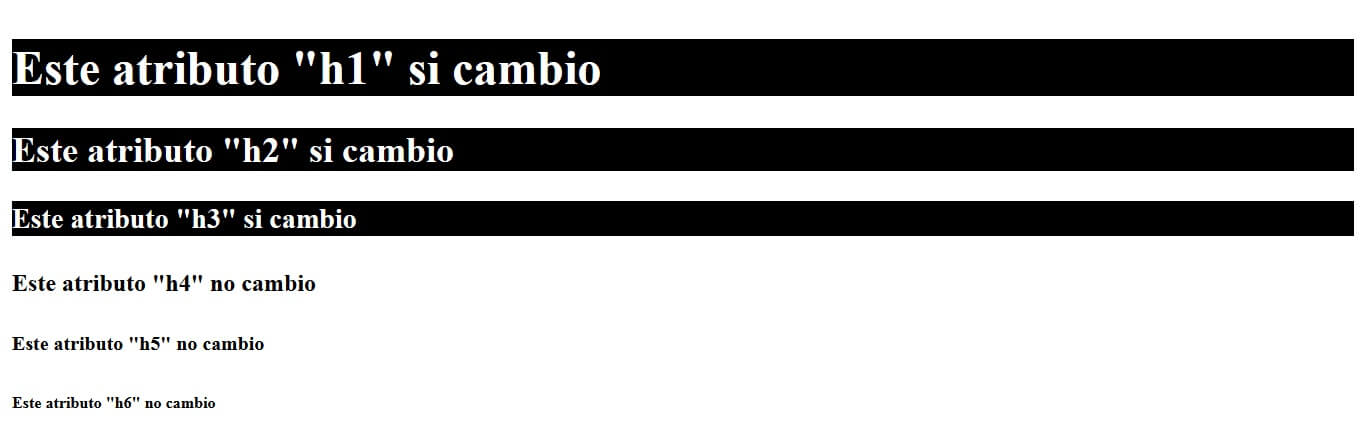 Este atributo "h1" si cambio
Este atributo "h2" si cambio
Este atributo "h3" si cambio
Este atributo "h4" no cambio
Este atributo "h5" no cambio
Este atributo "h6" no cambio